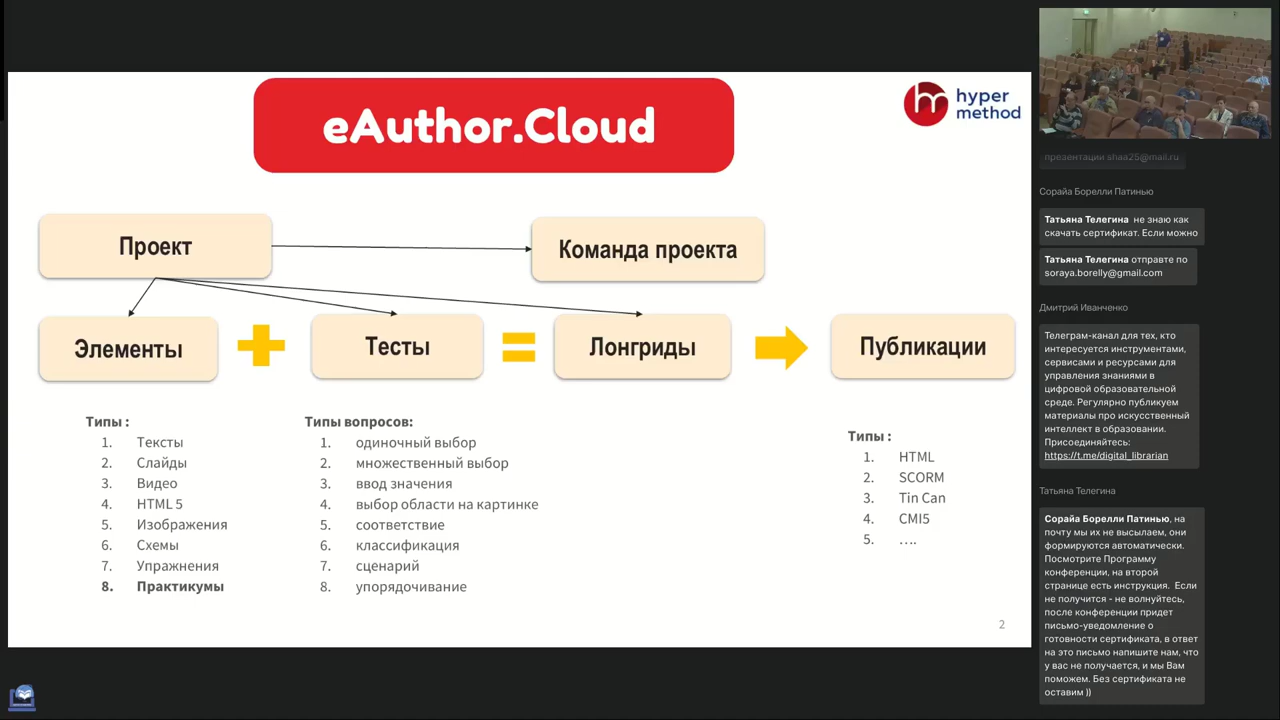 eAuthor.Cloud
hyper
method
Проект
Команда проекта
Элементы
Тесты
Лонгриды
Публикации
Типы :
1. Тексты
2. Слайды
3. Видео
4. HTML 5
5. Изображения
6. Схемы
7. Упражнения
8. Практикумы
Типы вопросов:
1. одиночный выбор
2. множественный выбор
3. ввод значения
4. выбор области на картинке
5. соответствие
6. классификация
7. сценарий
8. упорядочивание
Типы :
1. HTML
2. SCORM
3. Tin Can
4. CMI5
5. ....
2
презентации shaa25@mail.ru
Сорайа Борелли Патинью
Татьяна Телегина не знаю как
скачать сертификат. Если можно
Татьяна Телегина отправте по
soraya.borelly@gmail.com
Дмитрий Иванченко
Телеграм-канал для тех, кто
интересуется инструментами,
сервисами и ресурсами для
управления знаниями в
цифровой образовательной
среде. Регулярно публикуем
материалы про искусственный
интеллект в образовании.
Присоединяйтесь:
https://t.me/digital_librarian
Татьяна Телегина
Сорайа Борелли Патинью, на
почту мы их не высылаем, они
формируются автоматически.
Посмотрите Программу
конференции, на второй
странице есть инструкция. Если
не получится - не волнуйтесь,
после конференции придет
письмо-уведомление о
готовности сертификата, в ответ
на это письмо напишите нам, что
у вас не получается, и мы Вам
поможем. Без сертификата не
оставим ))